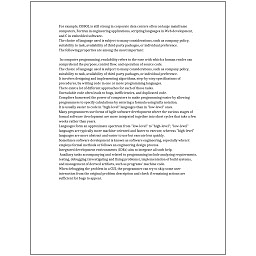 For example, COBOL is still strong in corporate data centers often on large mainframe
computers, Fortran in engineering applications, scripting languages in Web development,
and C in embedded software.
The choice of language used is subject to many considerations, such as company policy,
suitability to task, availability of third-party packages, or individual preference.
The following properties are among the most important:

In computer programming, readability refers to the ease with which a human reader can
comprehend the purpose, control flow, and operation of source code.
The choice of language used is subject to many considerations, such as company policy,
suitability to task, availability of third-party packages, or individual preference.
It involves designing and implementing algorithms, step-by-step specifications of
procedures, by writing code in one or more programming languages.
There exist a lot of different approaches for each of those tasks.
Unreadable code often leads to bugs, inefficiencies, and duplicated code.
Compilers harnessed the power of computers to make programming easier by allowing
programmers to specify calculations by entering a formula using infix notation.
It is usually easier to code in "high-level" languages than in "low-level" ones.
Many programmers use forms of Agile software development where the various stages of
formal software development are more integrated together into short cycles that take a few
weeks rather than years.
Languages form an approximate spectrum from "low-level" to "high-level"; "low-level"
languages are typically more machine-oriented and faster to execute, whereas "high-level"
languages are more abstract and easier to use but execute less quickly.
Sometimes software development is known as software engineering, especially when it
employs formal methods or follows an engineering design process.
Integrated development environments (IDEs) aim to integrate all such help.
Auxiliary tasks accompanying and related to programming include analyzing requirements,
testing, debugging (investigating and fixing problems), implementation of build systems,
and management of derived artifacts, such as programs' machine code.
When debugging the problem in a GUI, the programmer can try to skip some user
interaction from the original problem description and check if remaining actions are
sufficient for bugs to appear.